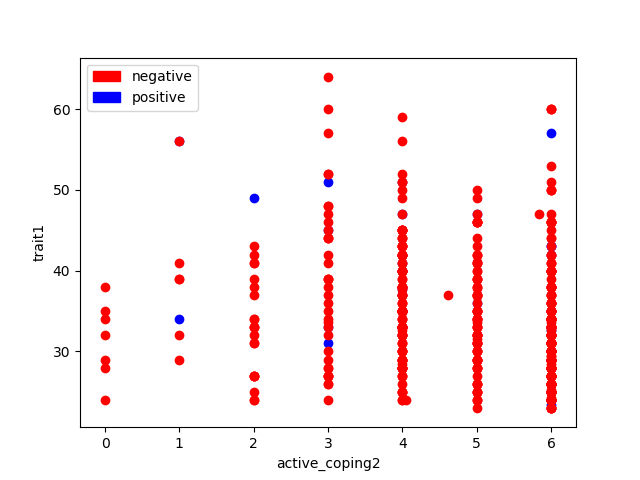 negative
positive
60
50
40
30
trait1
0 1 2 3 4 5 6
active_coping2